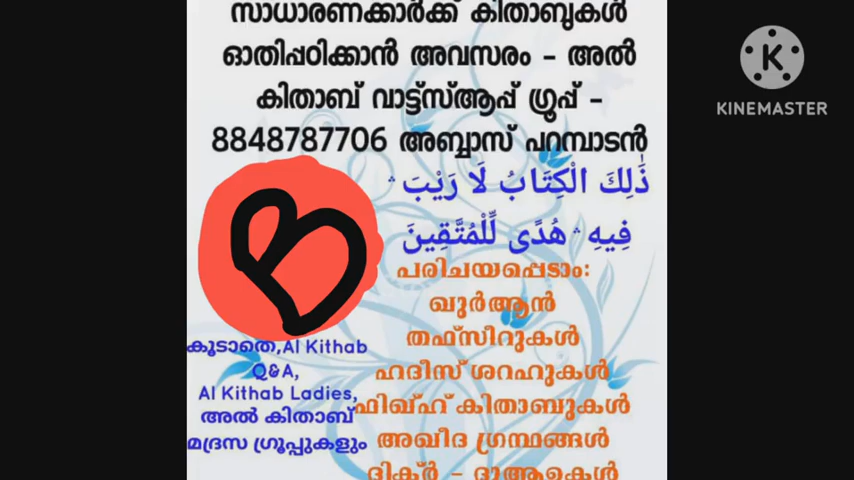 സാധാരണക്കാർക്ക് കിതാബുകൾ
ഓതിപ്പഠിക്കാൻ അവസരം - അൽ
കിതാബ് വാട്ട്സ്ആപ്പ് ഗ്രൂപ്പ് -
8848787706 അബ്ബാസ് പറമ്പാടൻ
ذَٰلِكَ الْكِتَابُ لَا رَيْبَ ۛ
فِيهِ ۛ هُدًى لِّلْمُتَّقِينَ
B
പരിചയപ്പെടാം:
ഖുർആൻ
തഫ്സീറുകൾ
ഹദീസ് ശറഹുകൾ
ഫിഖ്ഹ് കിതാബുകൾ
അഖീദ ഗ്രന്ഥങ്ങൾ
ദിക്ർ - ദുആളകൾ
കൂടാതെ,Al Kithab
Q&A,
Al Kithab Ladies,
അൽ കിതാബ്
മദ്രസ ഗ്രൂപ്പുകളും
K
KINEMASTER